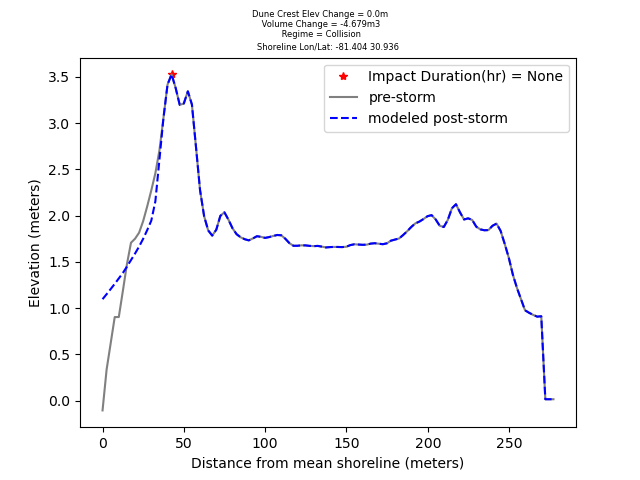 Dune Crest Elev Change = 0.0m
Volume Change = -4.679m3
Regime = Collision
Shoreline Lon/Lat: -81.404 30.936
Impact Duration(hr) = None
pre-storm
modeled post-storm
3.5
3.0
2.5
2.0
1.5
1.0
0.5
0.0
Elevation (meters)
0 50 100 150 200 250
Distance from mean shoreline (meters)